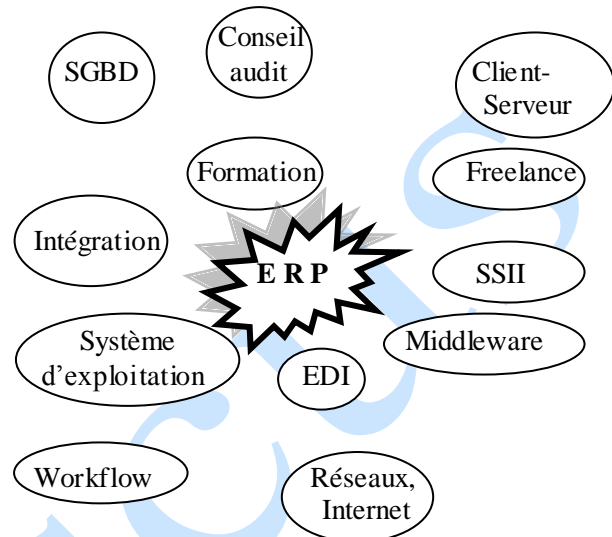 SGBD
Conseil
audit
Client-
Serveur
Formation
Freelance
Intégration
E R P
SSII
Système
d'exploitation
Middleware
EDI
Workflow
Réseaux,
Internet